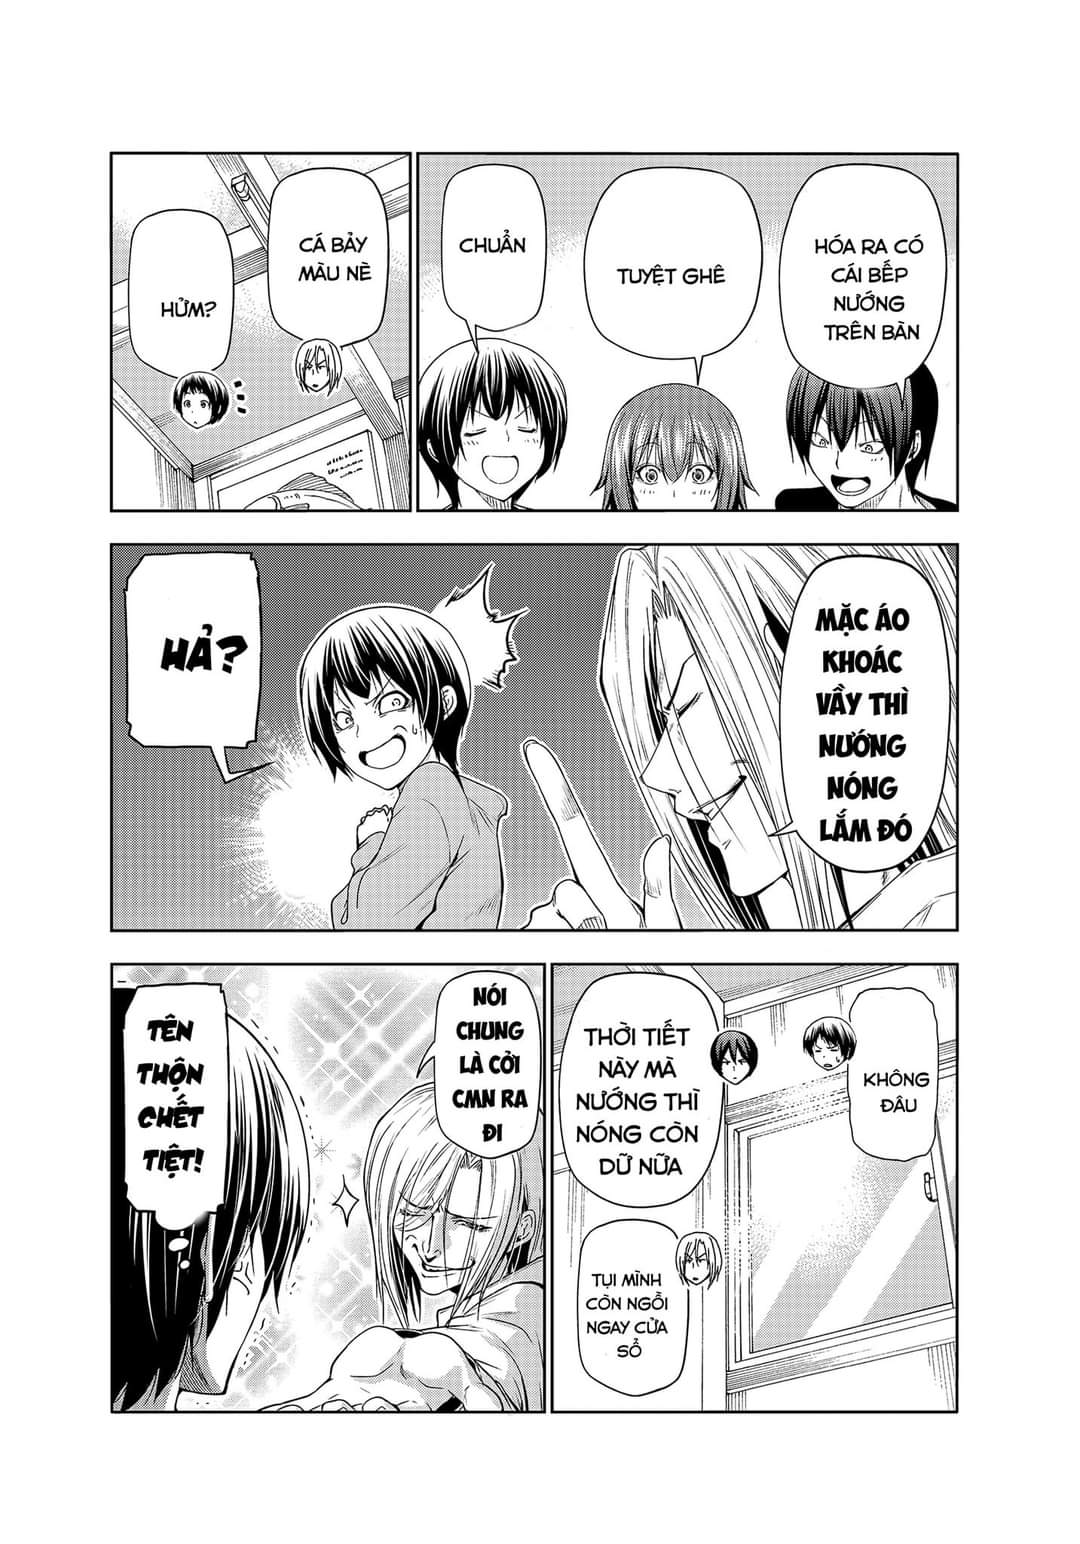 HÓA RA CÓ
CÁI BẾP
NƯỚNG
TRÊN BÀN
TUYỆT GHÊ
CHUẨN
CÁ BẢY
MÀU NÈ
HỬM?
MẶC ÁO
KHOÁC
VẦY THÌ
NƯỚNG
NÓNG
LẮM ĐÓ
HẢ?
KHÔNG
ĐÂU
THỜI TIẾT
NÀY MÀ
NƯỚNG THÌ
NÓNG CÒN
DỮ NỮA
TỤI MÌNH
CÒN NGỒI
NGAY CỬA
SỔ
NÓI
CHUNG
LÀ CỞI
CMN RA
ĐI
TÊN
THỘN
CHẾT
TIỆT!